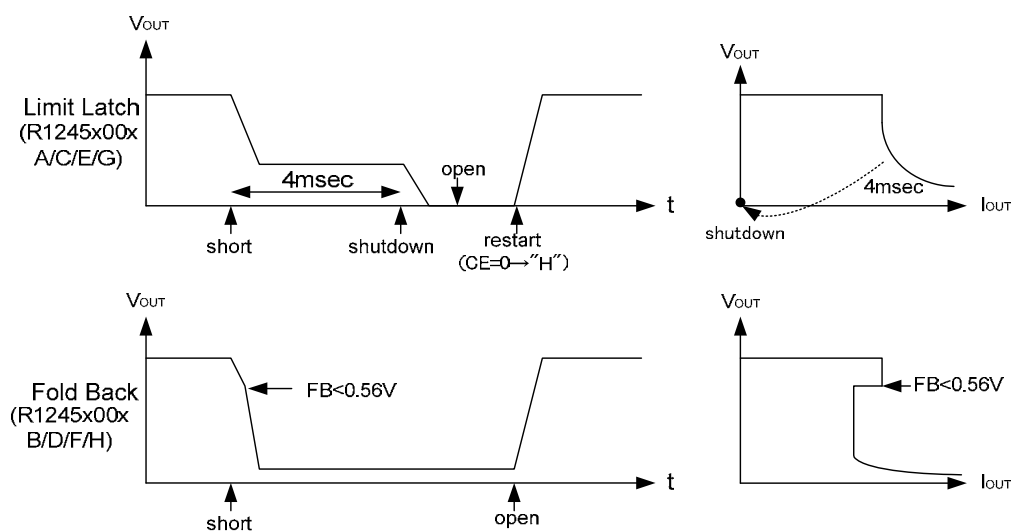 VOUT
Limit Latch
(R1245x00x
A/C/E/G)
4msec
open
t
short
shutdown
restart
(CE=0→"H")
VOUT
4msec
IOUT
shutdown
VOUT
Fold Back
(R1245x00x
B/D/F/H)
FB<0.56V
t
short
open
VOUT
FB<0.56V
IOUT